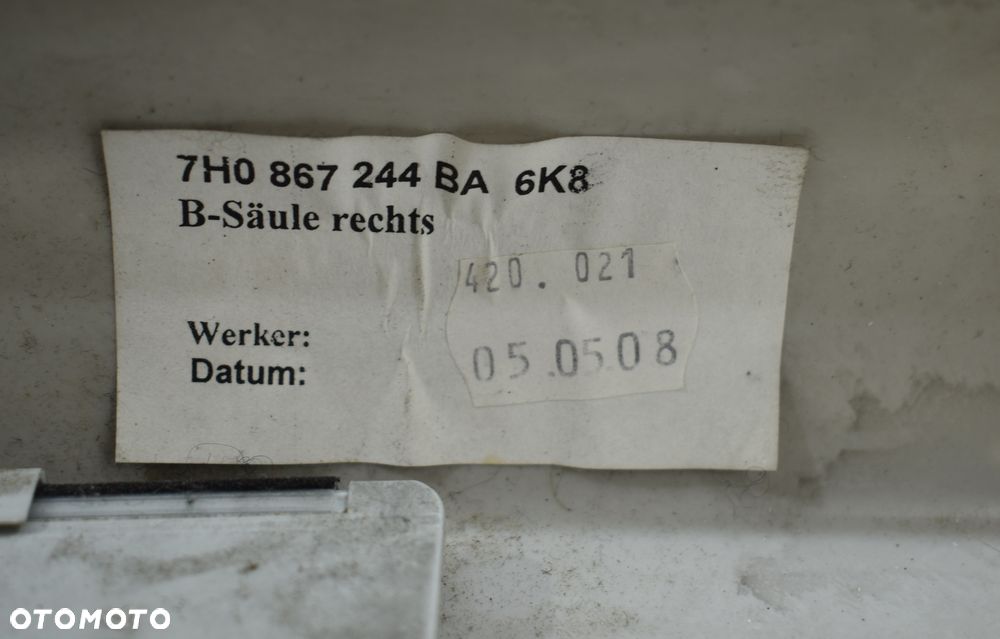 7H0 867 244 BA 6K8
B-Säule rechts
420. 021
Werker:
Datum:
05.05.08
OTOMOTO